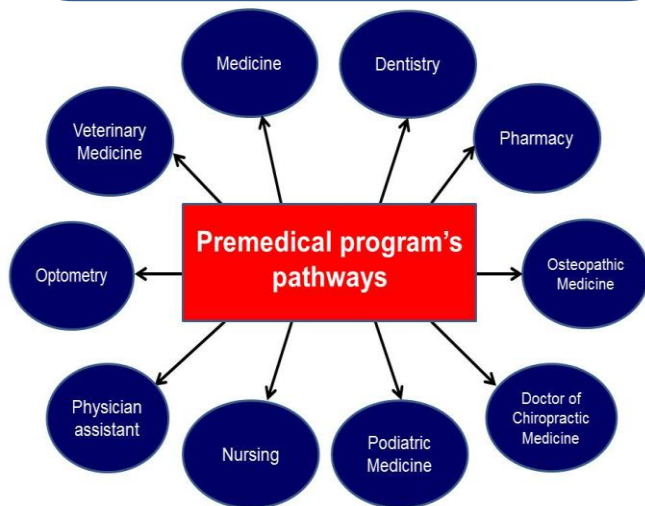 Medicine
Dentistry
Veterinary
Medicine
Pharmacy
Premedical program's
pathways
Optometry
Osteopathic
Medicine
Physician
assistant
Nursing
Podiatric
Medicine
Doctor of
Chiropractic
Medicine